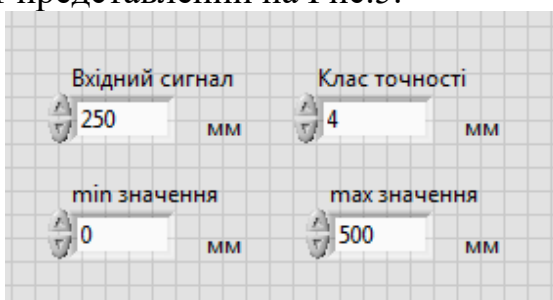 представлений на Рис.3.
Вхідний сигнал Клас точності
250 мм 4 мм
min значення max значення
0 мм 500 мм